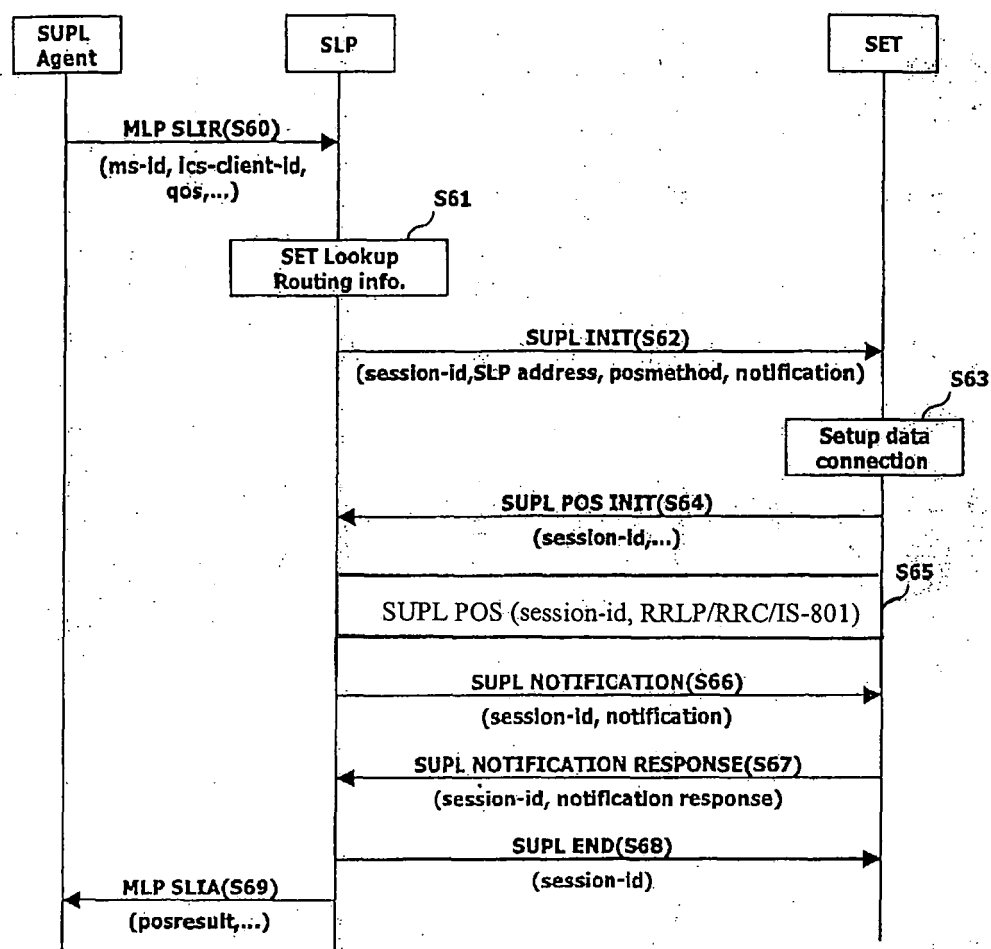 SUPL
Agent
SLP
SET
MLP SLIR(S60)
(ms-id, lcs-client-id,
qos,...)
S61
SET Lookup
Routing info.
SUPL INIT(S62)
(session-id,SLP address, posmethod, notification)
S63
Setup data
connection
SUPL POS INIT(S64)
(session-id,...)
S65
SUPL POS (session-id, RRLP/RRC/IS-801)
SUPL NOTIFICATION(S66)
(session-id, notification)
SUPL NOTIFICATION RESPONSE(S67)
(session-id, notification response)
SUPL END(S68)
(session-id)
MLP SLIA(S69)
(posresult,...)